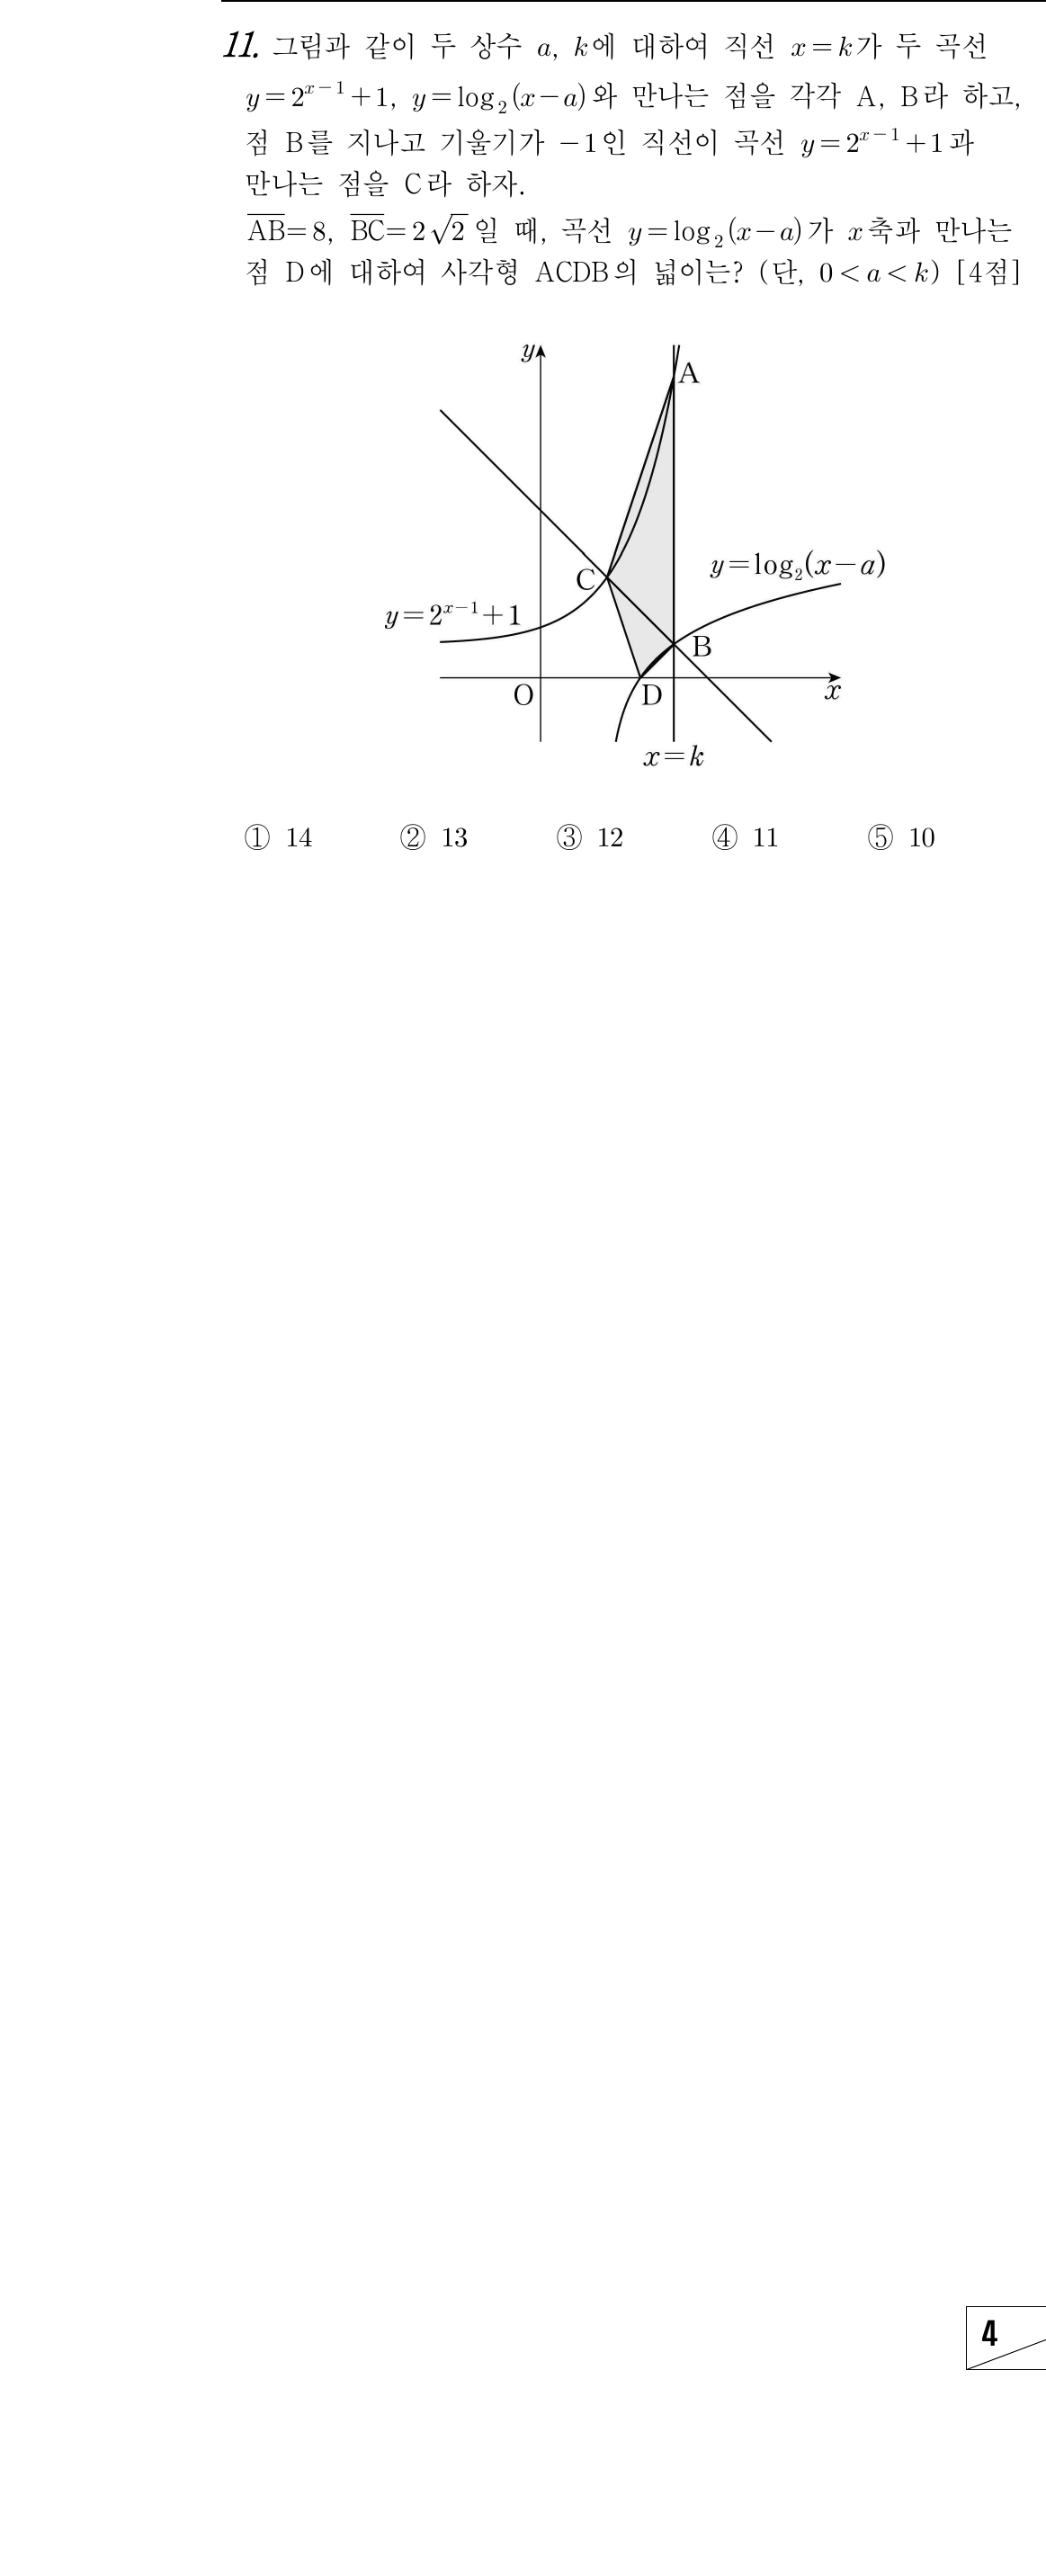 11. 그림과 같이 두 상수 a, k에 대하여 직선 x=k가 두 곡선
y=2^{x-1}+1, y=log_2(x-a)와 만나는 점을 각각 A, B라 하고,
점 B를 지나고 기울기가 -1인 직선이 곡선 y=2^{x-1}+1과
만나는 점을 C라 하자.
\overline{AB}=8, \overline{BC}=2√2일 때, 곡선 y=log_2(x-a)가 x축과 만나는
점 D에 대하여 사각형 ACDB의 넓이는? (단, 0<a<k) [4점]
y
A
y=log_2(x-a)
C
y=2^{x-1}+1
B
O
D
x
x=k
① 14 ② 13 ③ 12 ④ 11 ⑤ 10
4